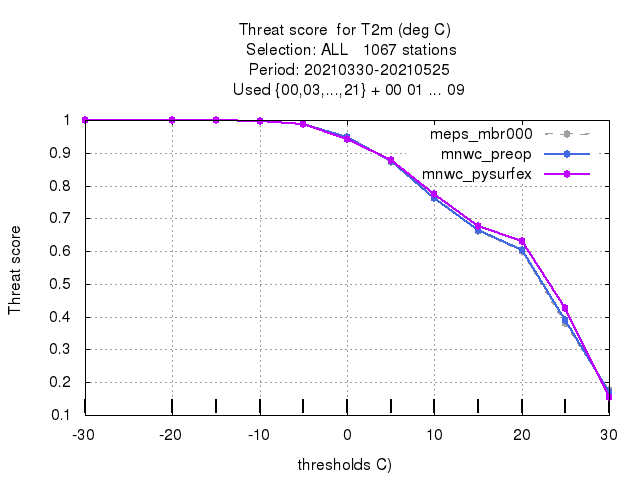 Threat score  for T2m (deg C)
Selection: ALL   1067 stations
Period: 20210330-20210525
Used {00,03,...,21} + 00 01 ... 09
meps_mbr000
mnwc_preop
mnwc_pysurfex
Threat score
1
0.9
0.8
0.7
0.6
0.5
0.4
0.3
0.2
0.1
-30
-20
-10
0
10
20
30
thresholds C)